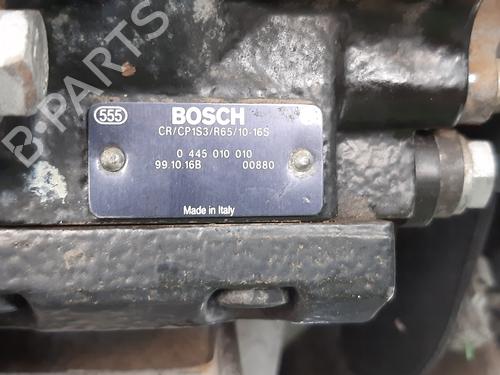 B-PARTS
555
BOSCH
CR/CP1S3/R65/10-16S
0 445 010 010
99.10.16B 00880
Made in Italy